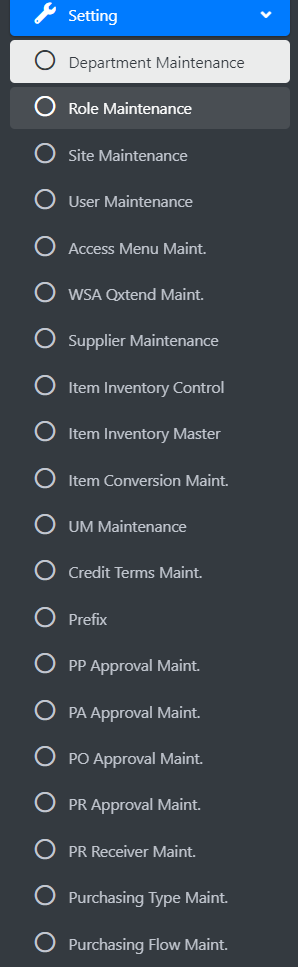 Setting
Department Maintenance
Role Maintenance
Site Maintenance
User Maintenance
Access Menu Maint.
WSA Qxtend Maint.
Supplier Maintenance
Item Inventory Control
Item Inventory Master
Item Conversion Maint.
UM Maintenance
Credit Terms Maint.
Prefix
PP Approval Maint.
PA Approval Maint.
PO Approval Maint.
PR Approval Maint.
PR Receiver Maint.
Purchasing Type Maint.
Purchasing Flow Maint.